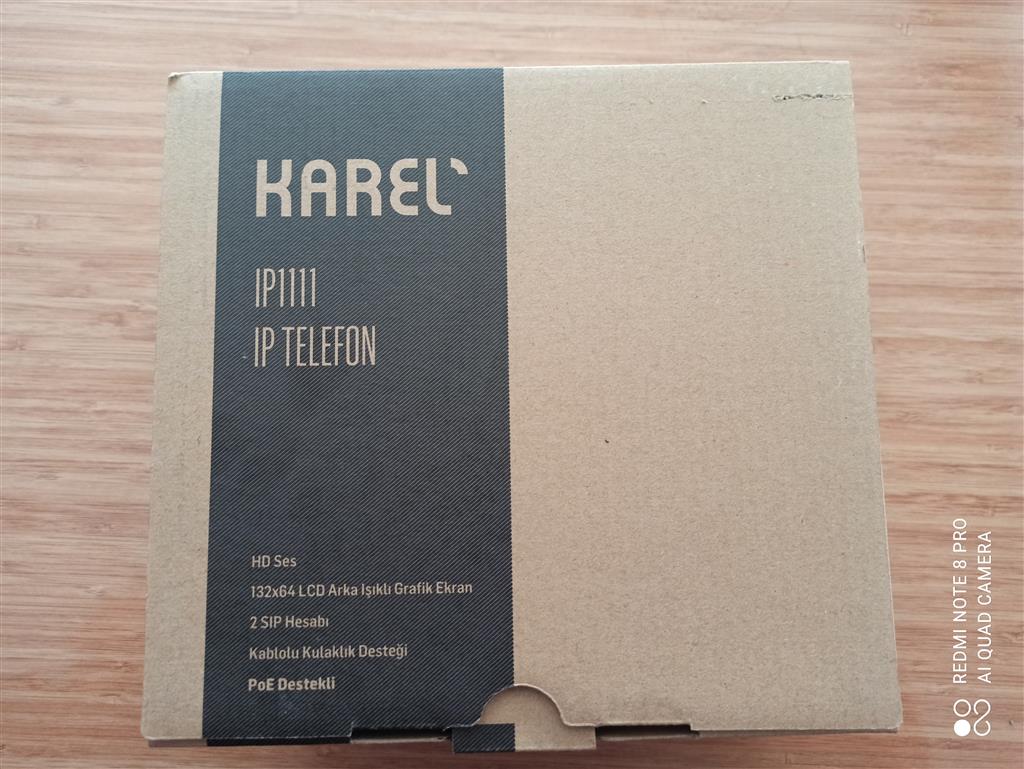 KAREL
IP1111
IP TELEFON
HD Ses
132x64 LCD Arka Işıklı Grafik Ekran
2 SIP Hesabı
Kablolu Kulaklık Desteği
PoE Destekli
REDMI NOTE 8 PRO
AI QUAD CAMERA